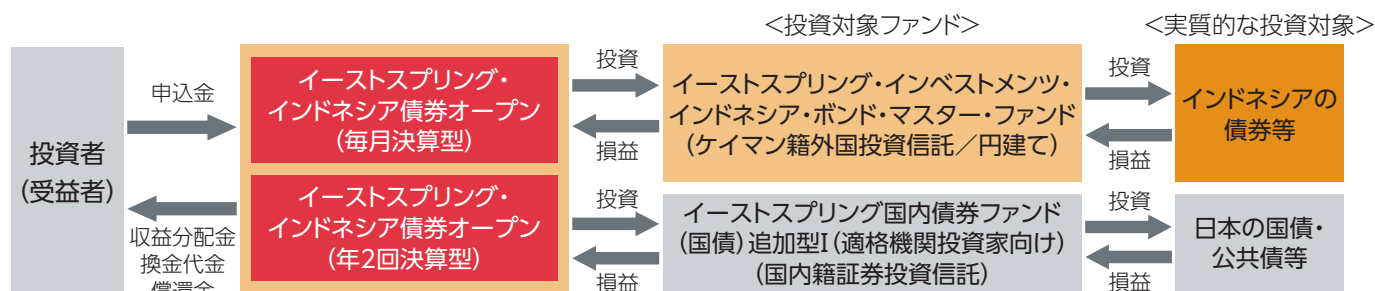 ＜投資対象ファンド＞
＜実質的な投資対象＞
投資者
（受益者）
申込金
収益分配金
換金代金
償還金
イーストスプリング・
インドネシア債券オープン
（毎月決算型）
イーストスプリング・
インドネシア債券オープン
（年2回決算型）
投資
損益
投資
損益
イーストスプリング・インベストメンツ・
インドネシア・ボンド・マスター・ファンド
（ケイマン籍外国投資信託／円建て）
イーストスプリング国内債券ファンド
（国債）追加型I（適格機関投資家向け）
（国内籍証券投資信託）
投資
損益
投資
損益
インドネシアの
債券等
日本の国債・
公共債等